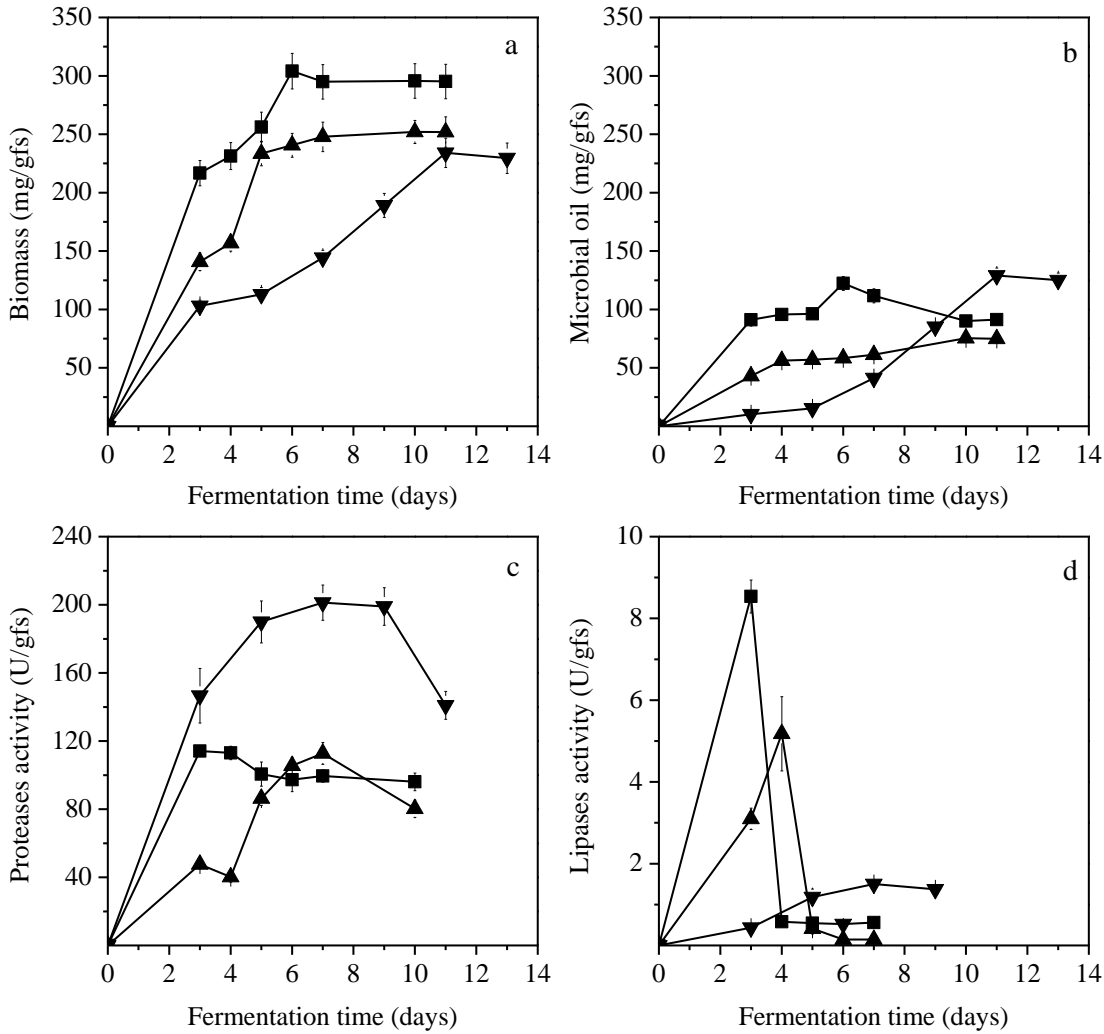 a
Biomass (mg/gfs)
350
300
250
200
150
100
50
0 2 4 6 8 10 12 14
Fermentation time (days)
b
Microbial oil (mg/gfs)
350
300
250
200
150
100
50
0 2 4 6 8 10 12 14
Fermentation time (days)
c
Proteases activity (U/gfs)
240
200
160
120
80
40
0 2 4 6 8 10 12 14
Fermentation time (days)
d
Lipases activity (U/gfs)
10
8
6
4
2
0 2 4 6 8 10 12 14
Fermentation time (days)